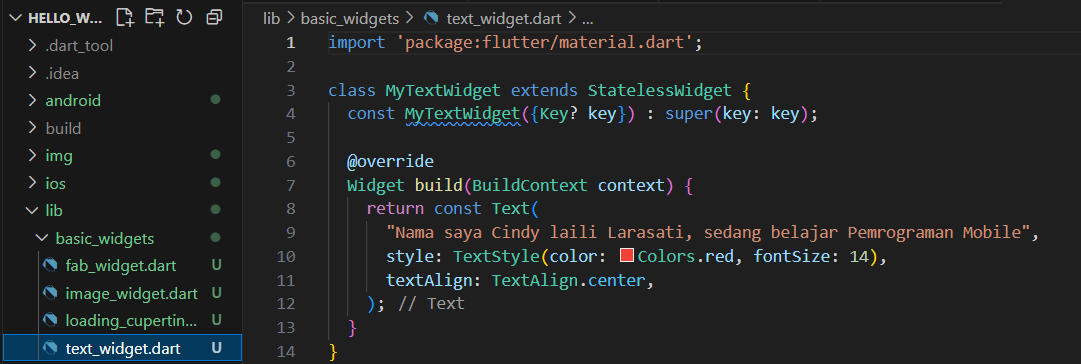 HELLO_W...
.dart_tool
.idea
android
build
img
ios
lib
basic_widgets
fab_widget.dart U
image_widget.dart U
loading_cupertin... U
text_widget.dart U
lib > basic_widgets > text_widget.dart > ...
1 import 'package:flutter/material.dart';
2
3 class MyTextWidget extends StatelessWidget {
4 const MyTextWidget({Key? key}) : super(key: key);
5
6 @override
7 Widget build(BuildContext context) {
8 return const Text(
9 "Nama saya Cindy laili Larasati, sedang belajar Pemrograman Mobile",
10 style: TextStyle(color: Colors.red, fontSize: 14),
11 textAlign: TextAlign.center,
12 ); // Text
13 }
14 }